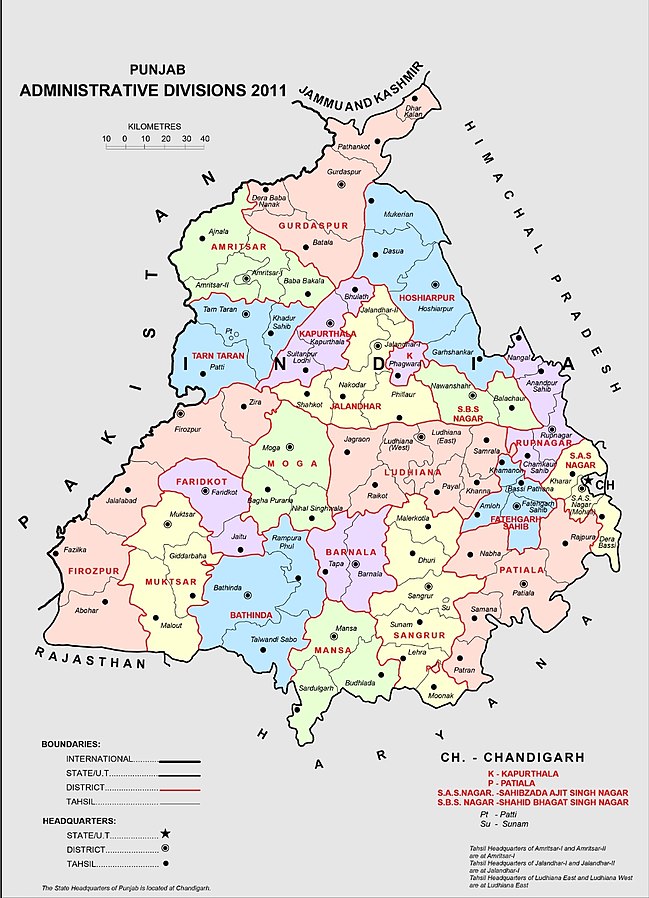 PUNJAB
ADMINISTRATIVE DIVISIONS 2011
KILOMETRES
10 0 10 20 30 40
JAMMU AND KASHMIR
HIMACHAL PRADESH
PAKISTAN
Dhar
Kalan
Pathankot
Gurdaspur
Dera Baba
Nanak
GURDASPUR
Batala
Mukerian
Dasua
HOSHIARPUR
Hoshiarpur
Garhshankar
Ajnala
AMRITSAR
Amritsar-I
Amritsar-II
Baba Bakala
Tarn Taran
Khadur
Sahib
Pt
TARN TARAN
Patti
Bhulath
KAPURTHALA
Kapurthala
Sultanpur
Lodhi
Jalandhar-II
Jalandhar-I
K
Phagwara
INDIA
Nakodar
Shahkot
JALANDHAR
Phillaur
Nawanshahr
Balachaur
S.B.S
NAGAR
Nangal
Anandpur
Sahib
Rupnagar
RUPNAGAR
Chamkaur
Sahib
S.A.S
NAGAR
Kharar
CH
S.A.S.
Nagar
Mohali
Dera
Bassi
Zira
Firozpur
Jalalabad
Fazilka
FIROZPUR
Abohar
Moga
MOGA
Bagha Purana
Nihal Singhwala
FARIDKOT
Faridkot
Jaitu
Jagraon
Ludhiana
(West)
Ludhiana
(East)
Samrala
LUDHIANA
Raikot
Payal
Khanna
Khamanon
Bassi Pathana
Amloh
Fatehgarh
Sahib
FATEHGARH
SAHIB
Muktsar
Giddarbaha
MUKTSAR
Malout
Rampura
Phul
Bathinda
BATHINDA
Talwandi Sabo
BARNALA
Tapa
Barnala
Malerkotla
Dhuri
Sangrur
Su
Sunam
SANGRUR
Lehra
P
Moonak
Nabha
Rajpura
PATIALA
Patiala
Samana
Patran
Mansa
MANSA
Sardulgarh
Budhlada
RAJASTHAN
HARYANA
BOUNDARIES:
INTERNATIONAL
STATE/U.T.
DISTRICT
TAHSIL
HEADQUARTERS:
STATE/U.T.
DISTRICT
TAHSIL
The State Headquarters of Punjab is located at Chandigarh.
CH. - CHANDIGARH
K - KAPURTHALA
P - PATIALA
S.A.S.NAGAR. -SAHIBZADA AJIT SINGH NAGAR
S.B.S. NAGAR -SHAHID BHAGAT SINGH NAGAR
Pt - Patti
Su - Sunam
Tahsil Headquarters of Amritsar-I and Amritsar-II
are at Amritsar-I
Tahsil Headquarters of Jalandhar-I and Jalandhar-II
are at Jalandhar-I
Tahsil Headquarters of Ludhiana East and Ludhiana West
are at Ludhiana East